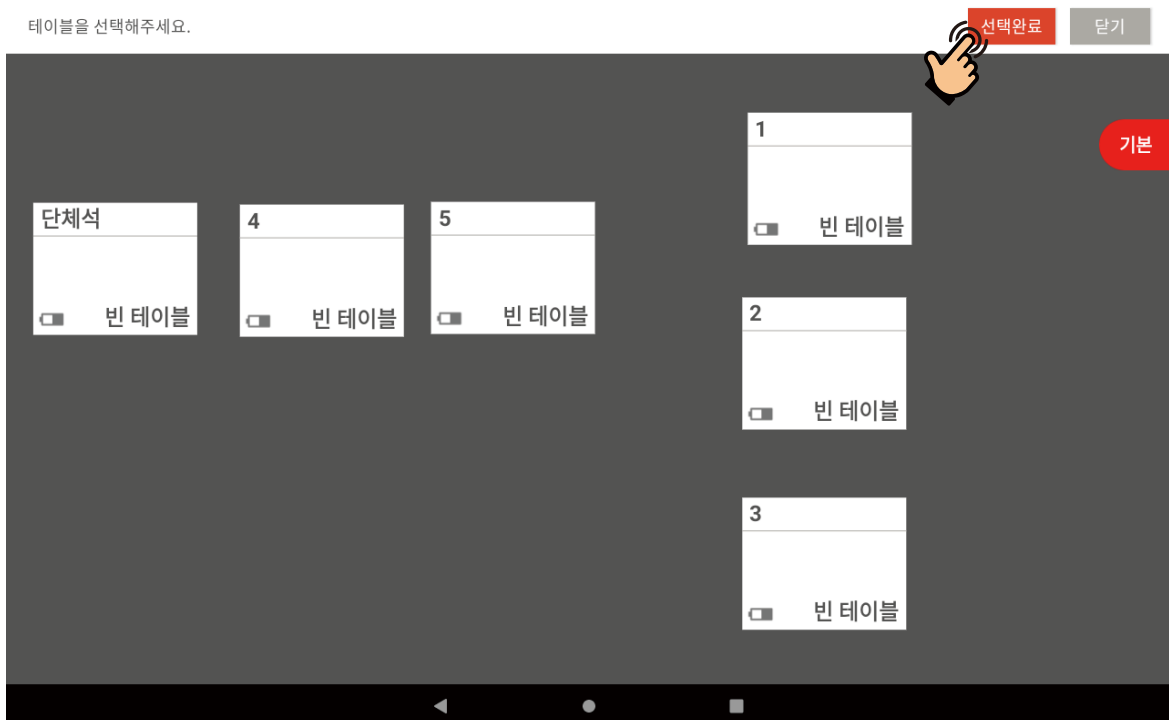 테이블을 선택해주세요.
선택완료
닫기
기본
1
빈 테이블
단체석
빈 테이블
4
빈 테이블
5
빈 테이블
2
빈 테이블
3
빈 테이블